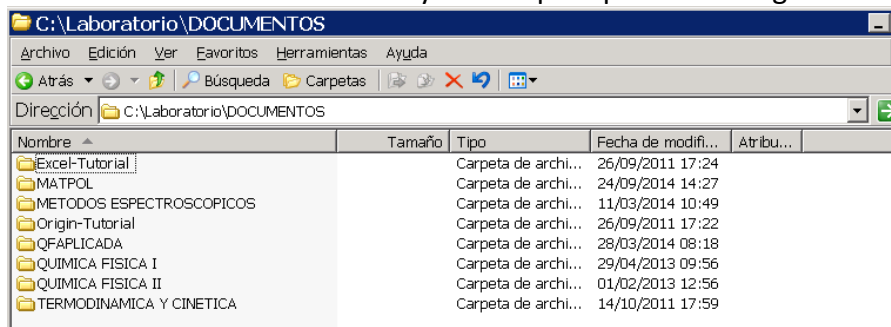 C:\Laboratorio\DOCUMENTOS
Archivo Edición Ver Favoritos Herramientas Ayuda
Atrás Búsqueda Carpetas
Dirección C:\Laboratorio\DOCUMENTOS
Nombre Tamaño Tipo Fecha de modifi... Atribu...
Excel-Tutorial Carpeta de archi... 26/09/2011 17:24
MATPOL Carpeta de archi... 24/09/2014 14:27
METODOS ESPECTROSCOPICOS Carpeta de archi... 11/03/2014 10:49
Origin-Tutorial Carpeta de archi... 26/09/2011 17:22
QFAPLICADA Carpeta de archi... 28/03/2014 08:18
QUIMICA FISICA I Carpeta de archi... 29/04/2013 09:56
QUIMICA FISICA II Carpeta de archi... 01/02/2013 12:56
TERMODINAMICA Y CINETICA Carpeta de archi... 14/10/2011 17:59